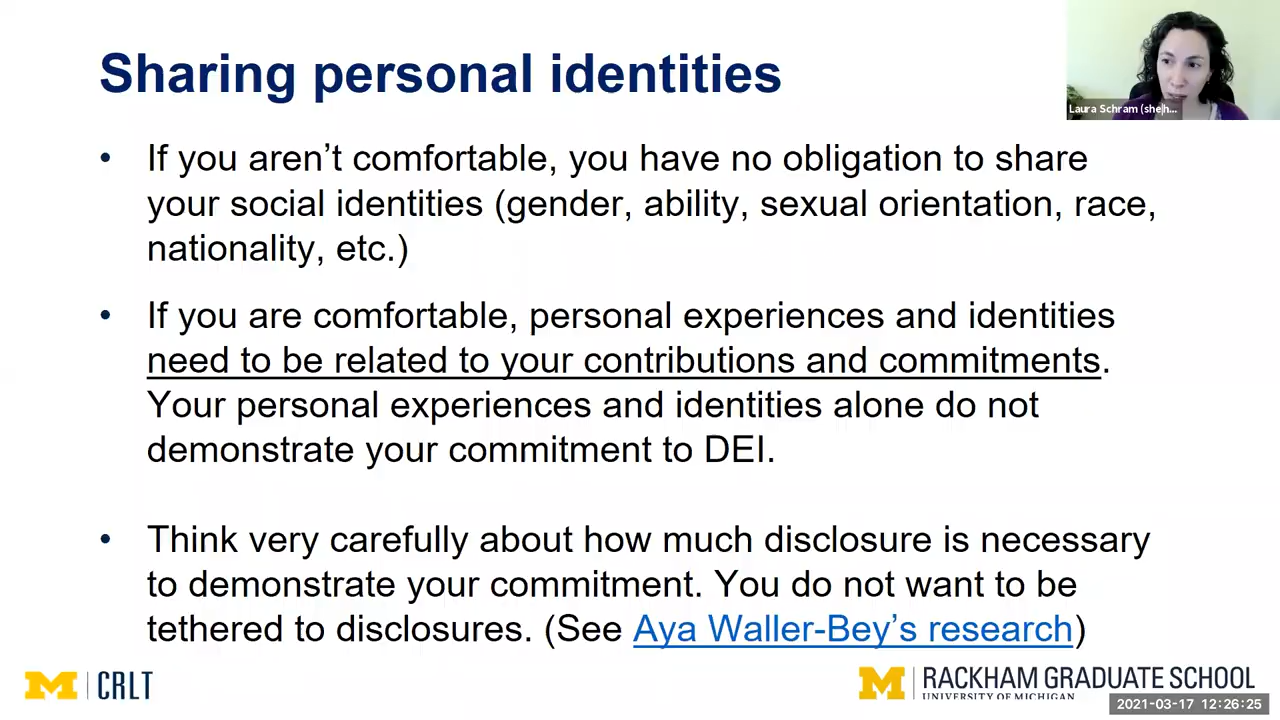 Sharing personal identities
Laura Schram (she|h...
• If you aren’t comfortable, you have no obligation to share
your social identities (gender, ability, sexual orientation, race,
nationality, etc.)
• If you are comfortable, personal experiences and identities
need to be related to your contributions and commitments.
Your personal experiences and identities alone do not
demonstrate your commitment to DEI.
• Think very carefully about how much disclosure is necessary
to demonstrate your commitment. You do not want to be
tethered to disclosures. (See Aya Waller-Bey’s research)
M | CRLT
M | RACKHAM GRADUATE SCHOOL
UNIVERSITY OF MICHIGAN
2021-03-17 12:26:25